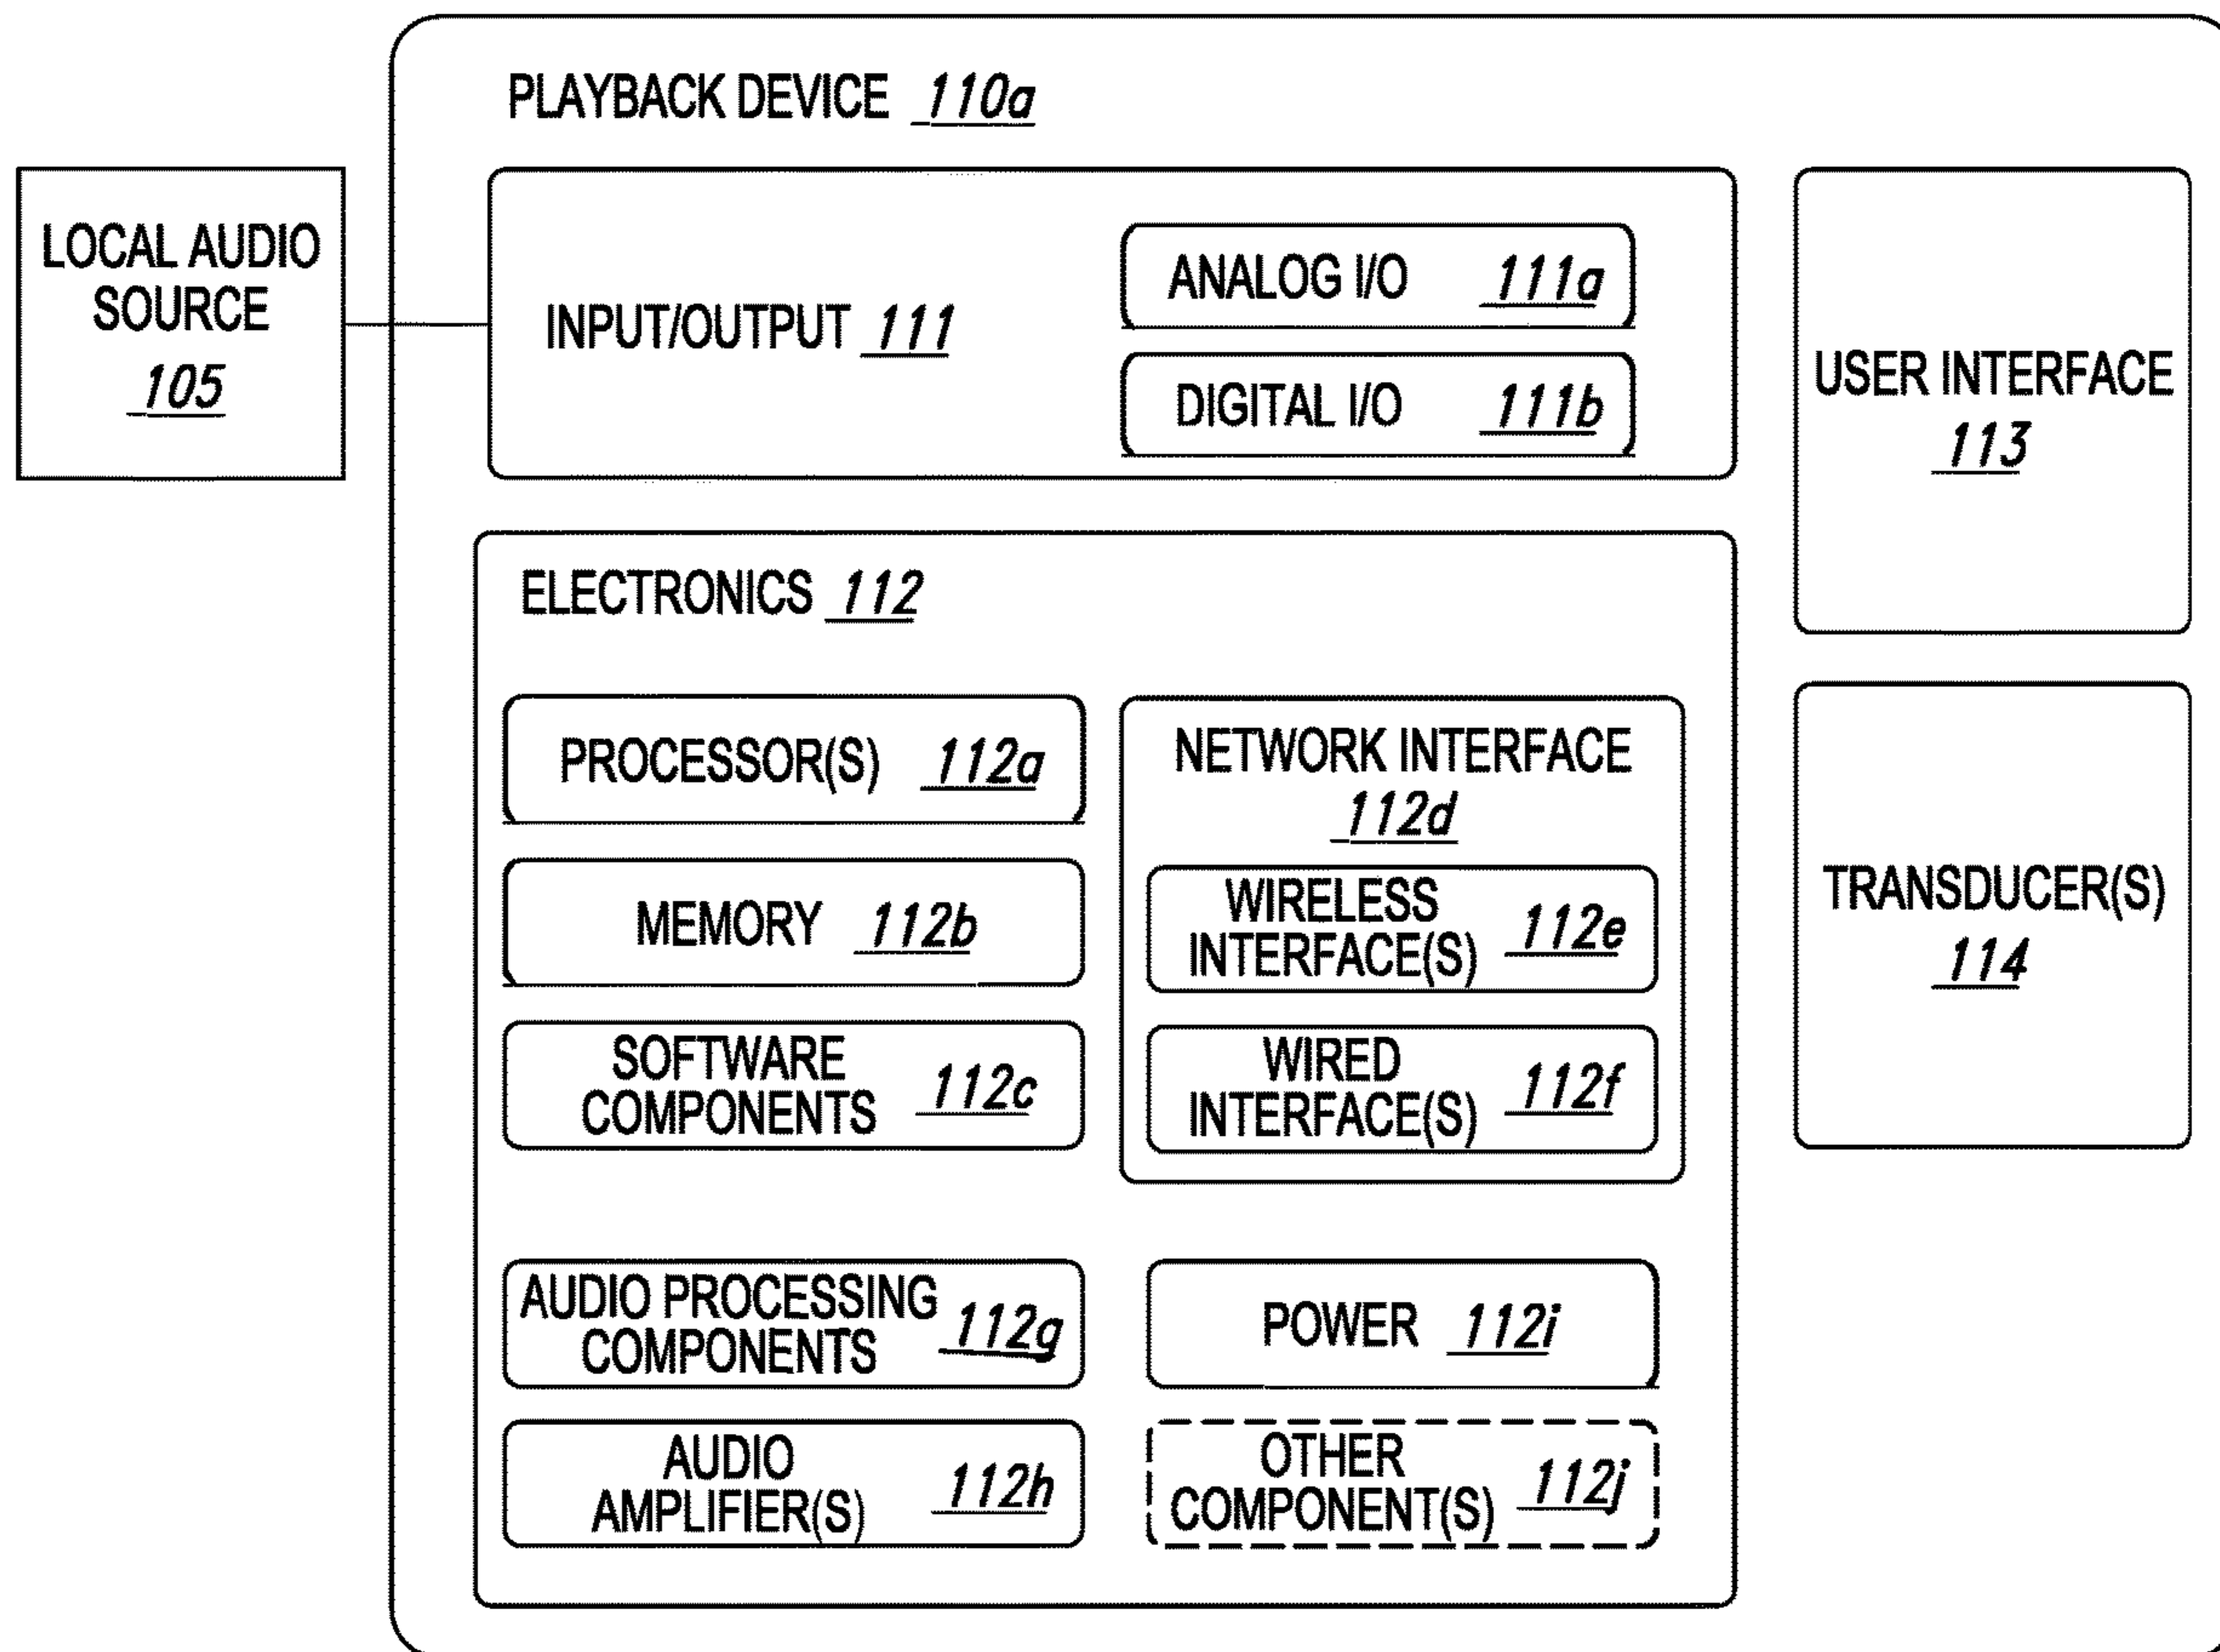 PLAYBACK DEVICE 110a
LOCAL AUDIO
SOURCE
105
INPUT/OUTPUT 111
ANALOG I/O 111a
DIGITAL I/O 111b
USER INTERFACE
113
ELECTRONICS 112
PROCESSOR(S) 112a
MEMORY 112b
SOFTWARE
COMPONENTS 112c
NETWORK INTERFACE
112d
WIRELESS
INTERFACE(S) 112e
WIRED
INTERFACE(S) 112f
TRANSDUCER(S)
114
AUDIO PROCESSING
COMPONENTS 112g
POWER 112i
AUDIO
AMPLIFIER(S) 112h
OTHER
COMPONENT(S) 112j